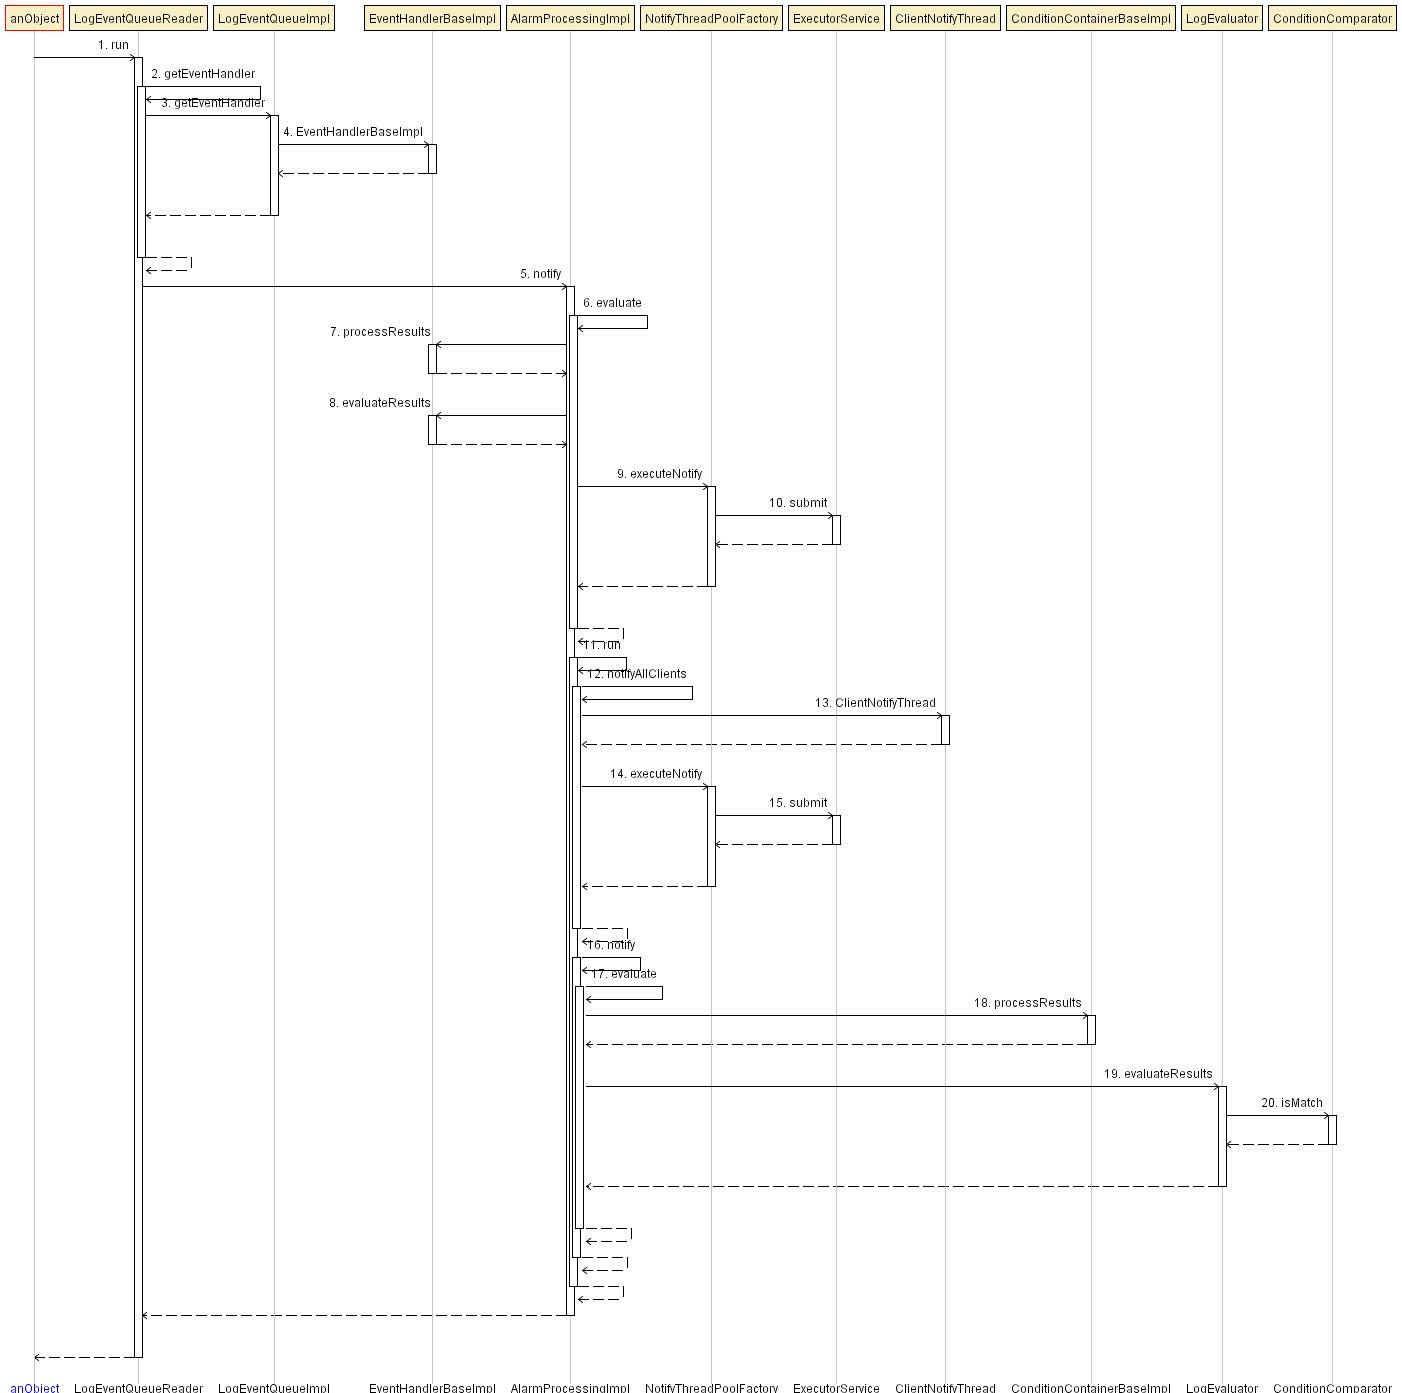 anObject LogEventQueueReader LogEventQueueImpl EventHandlerBaseImpl AlarmProcessingImpl NotifyThreadPoolFactory ExecutorService ClientNotifyThread ConditionContainerBaseImpl LogEvaluator ConditionComparator
1. run
2. getEventHandler
3. getEventHandler
4. EventHandlerBaseImpl
5. notify
6. evaluate
7. processResults
8. evaluateResults
9. executeNotify
10. submit
11. run
12. notifyAllClients
13. ClientNotifyThread
14. executeNotify
15. submit
16. notify
17. evaluate
18. processResults
19. evaluateResults
20. isMatch
anObject LogEventQueueReader LogEventQueueImpl EventHandlerBaseImpl AlarmProcessingImpl NotifyThreadPoolFactory ExecutorService ClientNotifyThread ConditionContainerBaseImpl LogEvaluator ConditionComparator